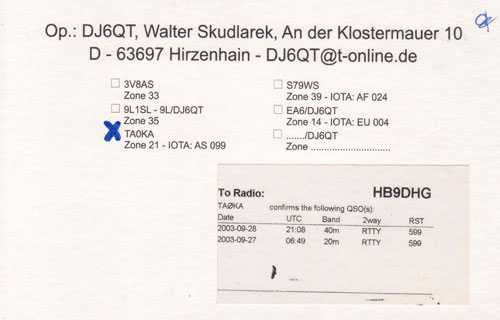 Op.: DJ6QT, Walter Skudlarek, An der Klostermauer 10
D - 63697 Hirzenhain - DJ6QT@t-online.de
3V8AS
Zone 33
9L1SL - 9L/DJ6QT
Zone 35
TA0KA
Zone 21 - IOTA: AS 099
S79WS
Zone 39 - IOTA: AF 024
EA6/DJ6QT
Zone 14 - IOTA: EU 004
......./DJ6QT
Zone ............................
To Radio: HB9DHG
TAØKA confirms the following QSO(s):
Date UTC Band 2way RST
2003-09-28 21:08 40m RTTY 599
2003-09-27 06:49 20m RTTY 599